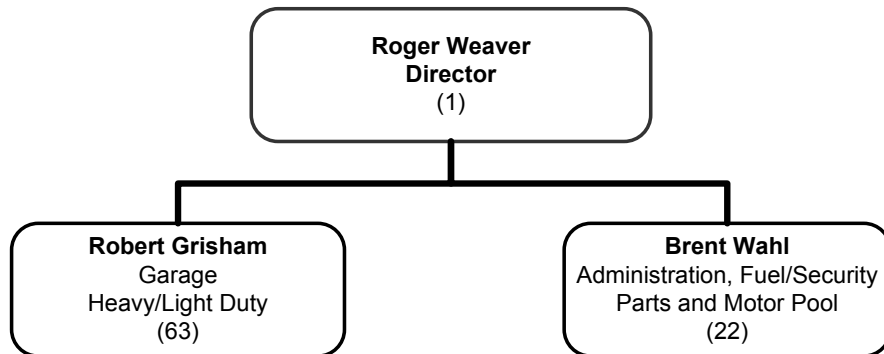 Roger Weaver
Director
(1)
Robert Grisham
Garage
Heavy/Light Duty
(63)
Brent Wahl
Administration, Fuel/Security
Parts and Motor Pool
(22)